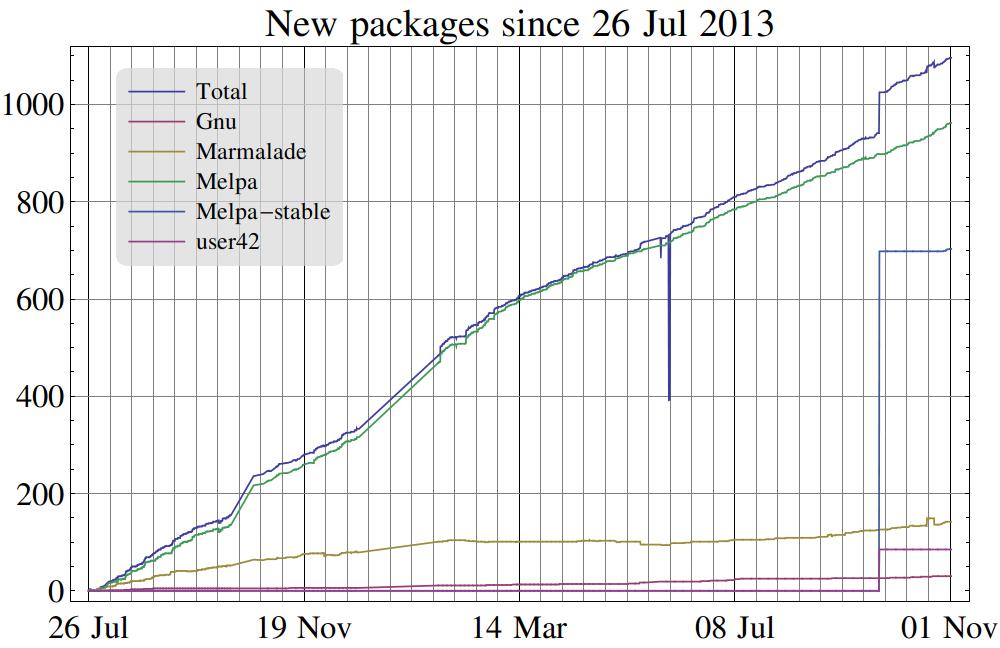 New packages since 26 Jul 2013
Total
Gnu
Marmalade
Melpa
Melpa−stable
user42
1000
800
600
400
200
0
26 Jul 19 Nov 14 Mar 08 Jul 01 Nov